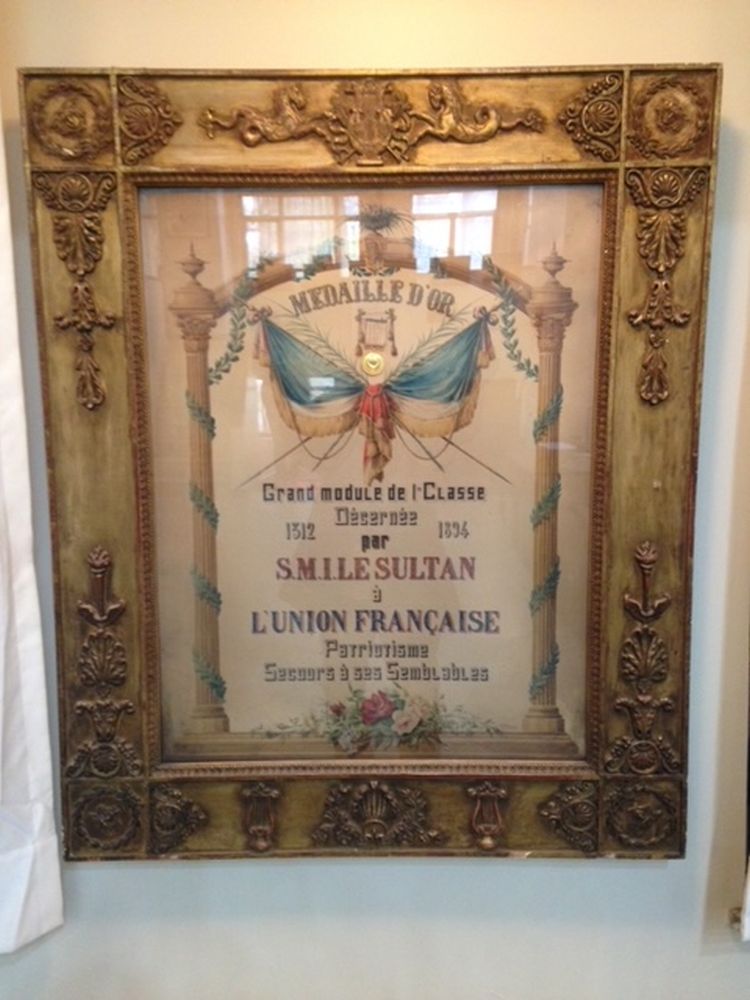 MEDAILLE D'OR
Grand module de 1re Classe
Décernée
1312 1894
par
S.M.I. LE SULTAN
à
L'UNION FRANÇAISE
Patriotisme
Secours à ses Semblables